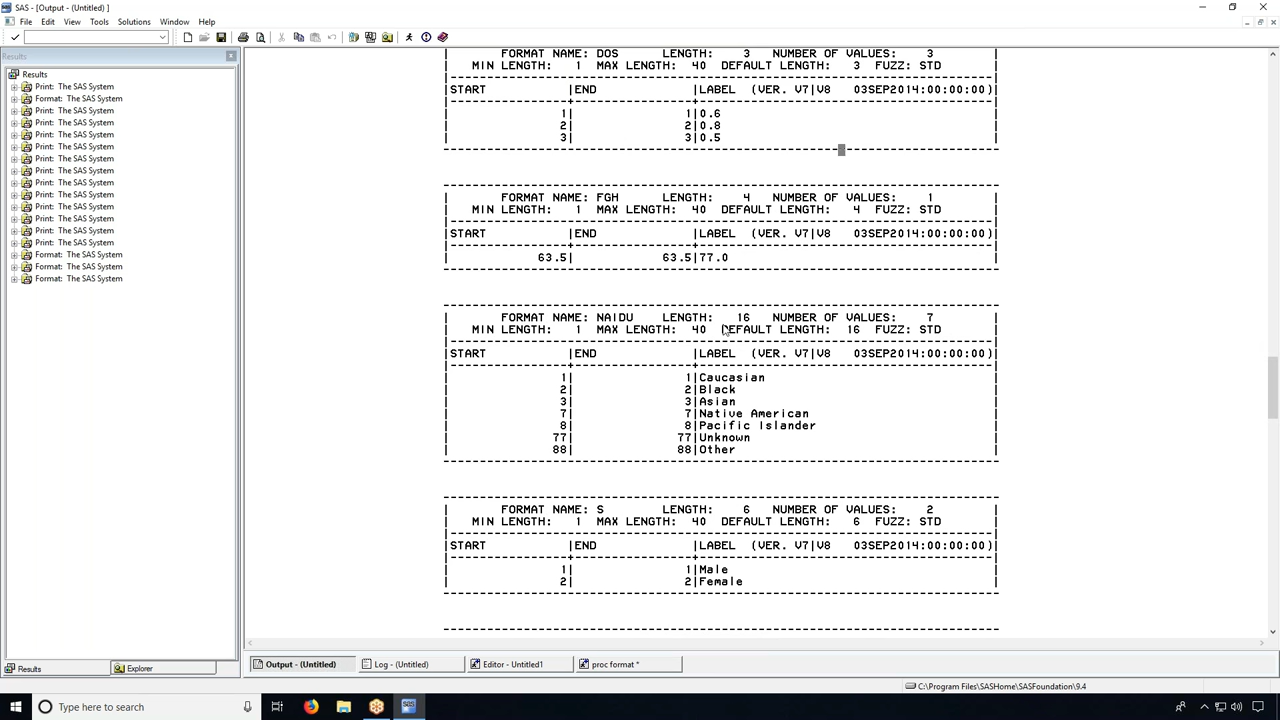 SAS - [Output - (Untitled) ]
File Edit View Tools Solutions Window Help
Results
Results
Print: The SAS System
Format: The SAS System
Print: The SAS System
Print: The SAS System
Print: The SAS System
Print: The SAS System
Print: The SAS System
Print: The SAS System
Print: The SAS System
Print: The SAS System
Print: The SAS System
Print: The SAS System
Print: The SAS System
Print: The SAS System
Format: The SAS System
Format: The SAS System
Format: The SAS System
FORMAT NAME: DOS LENGTH: 3 NUMBER OF VALUES: 3
MIN LENGTH: 1 MAX LENGTH: 40 DEFAULT LENGTH: 3 FUZZ: STD
START |END |LABEL (VER. V7|V8 03SEP2014:00:00:00)
1| 1|0.6
2| 2|0.8
3| 3|0.5
FORMAT NAME: FGH LENGTH: 4 NUMBER OF VALUES: 1
MIN LENGTH: 1 MAX LENGTH: 40 DEFAULT LENGTH: 4 FUZZ: STD
START |END |LABEL (VER. V7|V8 03SEP2014:00:00:00)
63.5| 63.5|77.0
FORMAT NAME: NAIDU LENGTH: 16 NUMBER OF VALUES: 7
MIN LENGTH: 1 MAX LENGTH: 40 DEFAULT LENGTH: 16 FUZZ: STD
START |END |LABEL (VER. V7|V8 03SEP2014:00:00:00)
1| 1|Caucasian
2| 2|Black
3| 3|Asian
7| 7|Native American
8| 8|Pacific Islander
77| 77|Unknown
88| 88|Other
FORMAT NAME: S LENGTH: 6 NUMBER OF VALUES: 2
MIN LENGTH: 1 MAX LENGTH: 40 DEFAULT LENGTH: 6 FUZZ: STD
START |END |LABEL (VER. V7|V8 03SEP2014:00:00:00)
1| 1|Male
2| 2|Female
Results Explorer
Output - (Untitled) Log - (Untitled) Editor - Untitled1 proc format *
C:\Program Files\SASHome\SASFoundation\9.4
Type here to search